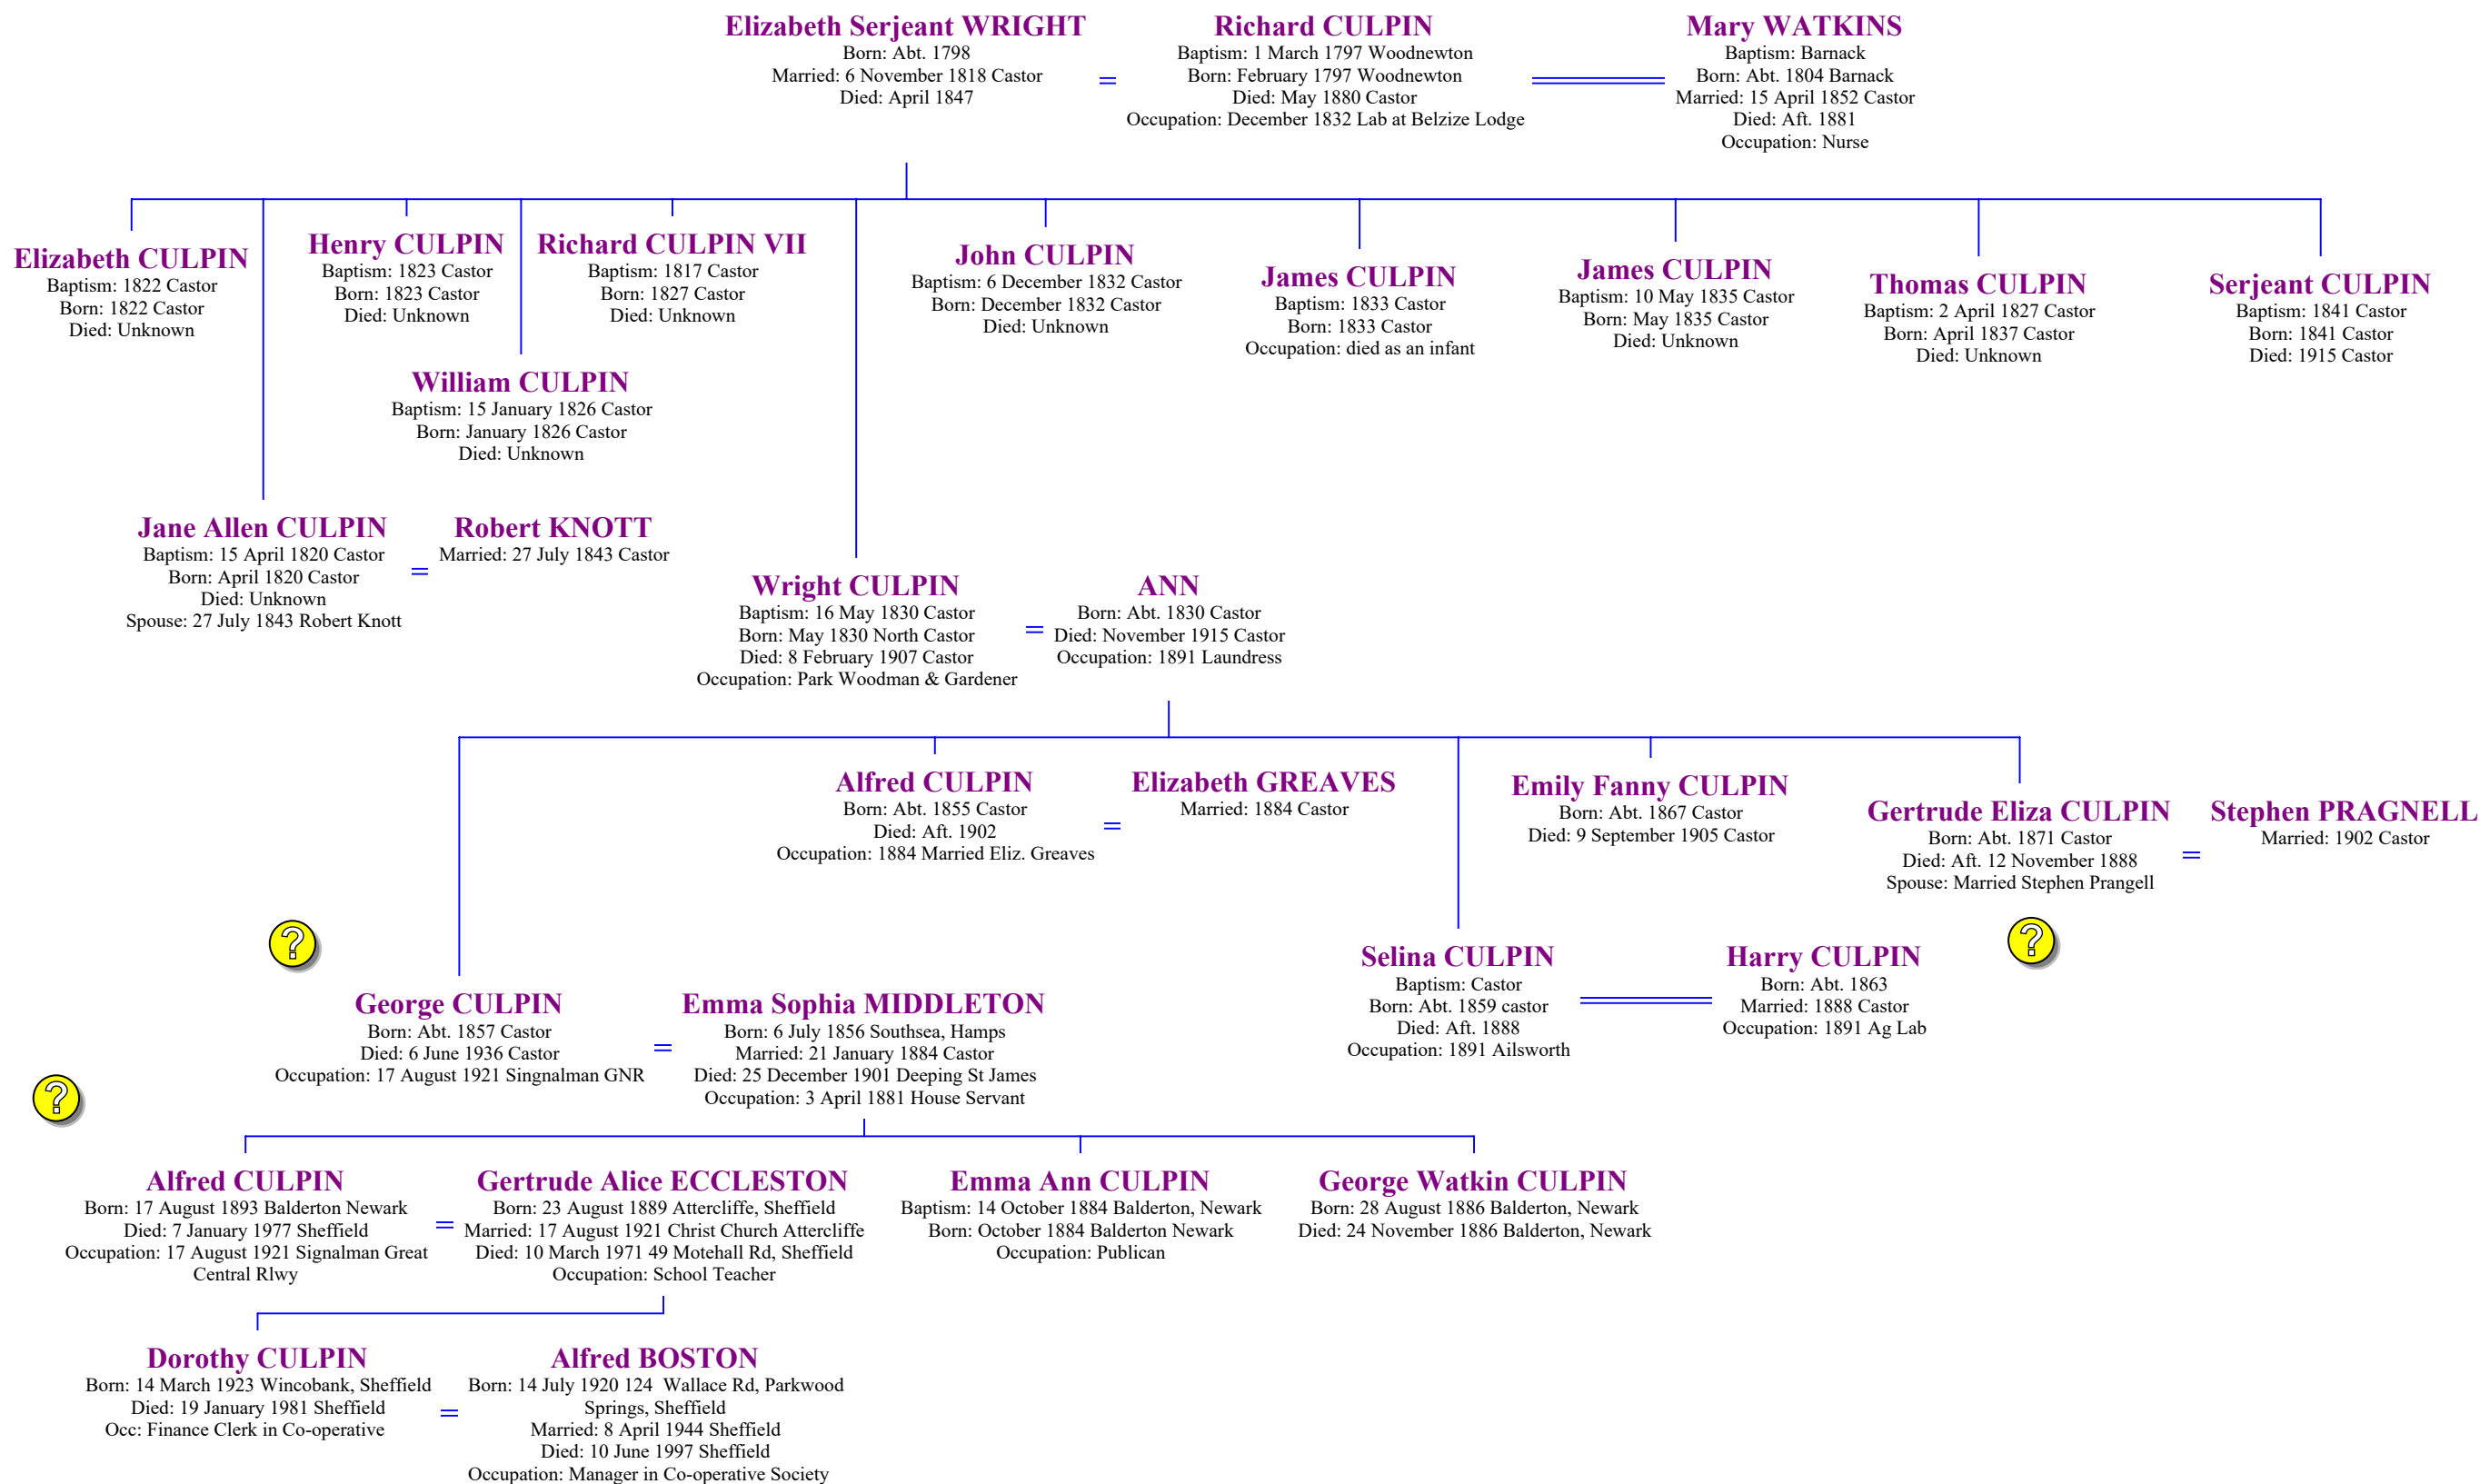 Elizabeth Serjeant WRIGHT
Born: Abt. 1798
Married: 6 November 1818 Castor
Died: April 1847
Richard CULPIN
Baptism: 1 March 1797 Woodnewton
Born: February 1797 Woodnewton
Died: May 1880 Castor
Occupation: December 1832 Lab at Belzize Lodge
Mary WATKINS
Baptism: Barnack
Born: Abt. 1804 Barnack
Married: 15 April 1852 Castor
Died: Aft. 1881
Occupation: Nurse
Elizabeth CULPIN
Baptism: 1822 Castor
Born: 1822 Castor
Died: Unknown
Henry CULPIN
Baptism: 1823 Castor
Born: 1823 Castor
Died: Unknown
Richard CULPIN VII
Baptism: 1817 Castor
Born: 1827 Castor
Died: Unknown
John CULPIN
Baptism: 6 December 1832 Castor
Born: December 1832 Castor
Died: Unknown
James CULPIN
Baptism: 1833 Castor
Born: 1833 Castor
Occupation: died as an infant
James CULPIN
Baptism: 10 May 1835 Castor
Born: May 1835 Castor
Died: Unknown
Thomas CULPIN
Baptism: 2 April 1827 Castor
Born: April 1837 Castor
Died: Unknown
Serjeant CULPIN
Baptism: 1841 Castor
Born: 1841 Castor
Died: 1915 Castor
William CULPIN
Baptism: 15 January 1826 Castor
Born: January 1826 Castor
Died: Unknown
Jane Allen CULPIN
Baptism: 15 April 1820 Castor
Born: April 1820 Castor
Died: Unknown
Spouse: 27 July 1843 Robert Knott
Robert KNOTT
Married: 27 July 1843 Castor
Wright CULPIN
Baptism: 16 May 1830 Castor
Born: May 1830 North Castor
Died: 8 February 1907 Castor
Occupation: Park Woodman & Gardener
ANN
Born: Abt. 1830 Castor
Died: November 1915 Castor
Occupation: 1891 Laundress
Alfred CULPIN
Born: Abt. 1855 Castor
Died: Aft. 1902
Occupation: 1884 Married Eliz. Greaves
Elizabeth GREAVES
Married: 1884 Castor
Emily Fanny CULPIN
Born: Abt. 1867 Castor
Died: 9 September 1905 Castor
Gertrude Eliza CULPIN
Born: Abt. 1871 Castor
Died: Aft. 12 November 1888
Spouse: Married Stephen Prangell
Stephen PRAGNELL
Married: 1902 Castor
?
?
Selina CULPIN
Baptism: Castor
Born: Abt. 1859 castor
Died: Aft. 1888
Occupation: 1891 Ailsworth
Harry CULPIN
Born: Abt. 1863
Married: 1888 Castor
Occupation: 1891 Ag Lab
George CULPIN
Born: Abt. 1857 Castor
Died: 6 June 1936 Castor
Occupation: 17 August 1921 Singnalman GNR
Emma Sophia MIDDLETON
Born: 6 July 1856 Southsea, Hamps
Married: 21 January 1884 Castor
Died: 25 December 1901 Deeping St James
Occupation: 3 April 1881 House Servant
?
Alfred CULPIN
Born: 17 August 1893 Balderton Newark
Died: 7 January 1977 Sheffield
Occupation: 17 August 1921 Signalman Great
Central Rlwy
Gertrude Alice ECCLESTON
Born: 23 August 1889 Attercliffe, Sheffield
Married: 17 August 1921 Christ Church Attercliffe
Died: 10 March 1971 49 Motehall Rd, Sheffield
Occupation: School Teacher
Emma Ann CULPIN
Baptism: 14 October 1884 Balderton, Newark
Born: October 1884 Balderton Newark
Occupation: Publican
George Watkin CULPIN
Born: 28 August 1886 Balderton, Newark
Died: 24 November 1886 Balderton, Newark
Dorothy CULPIN
Born: 14 March 1923 Wincobank, Sheffield
Died: 19 January 1981 Sheffield
Occ: Finance Clerk in Co-operative
Alfred BOSTON
Born: 14 July 1920 124 Wallace Rd, Parkwood
Springs, Sheffield
Married: 8 April 1944 Sheffield
Died: 10 June 1997 Sheffield
Occupation: Manager in Co-operative Society